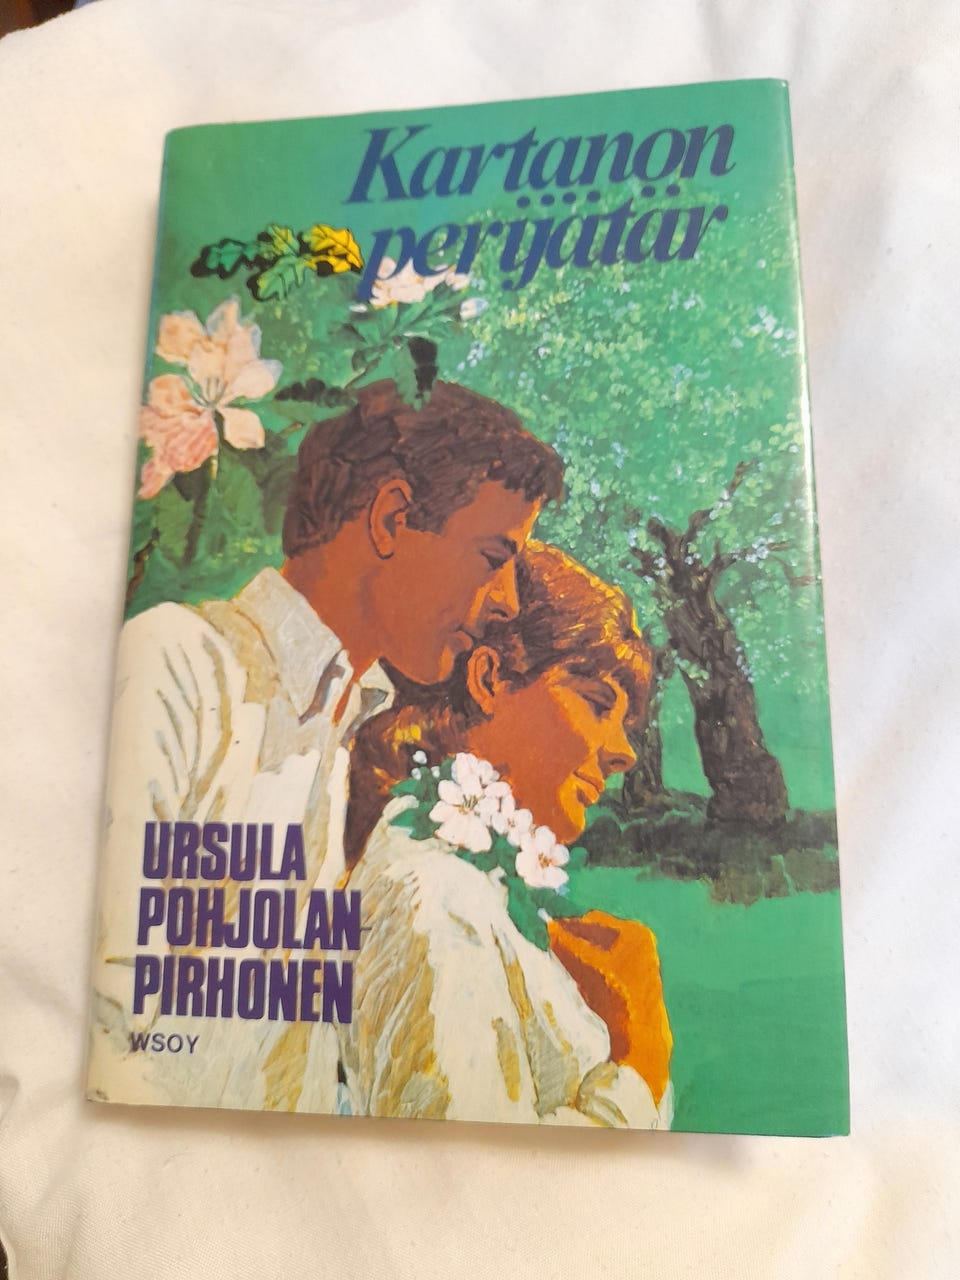 Kartanon
perijätär
URSULA
POHJOLAN-
PIRHONEN
WSOY